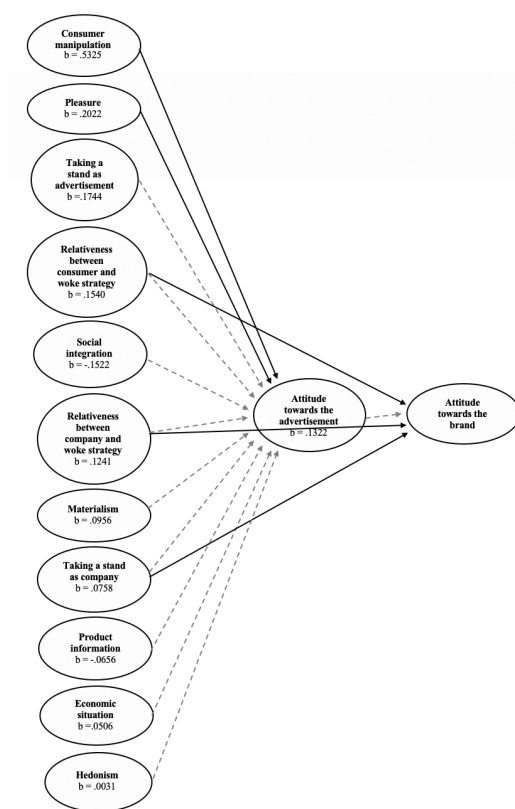 Consumer
manipulation
b = .5325
Pleasure
b = .2022
Taking a
stand as
advertisement
b =.1744
Relativeness
between
consumer and
woke strategy
b = .1540
Social
integration
b = -.1522
Relativeness
between
company and
woke strategy
b = .1241
Materialism
b = .0956
Taking a stand
as company
b = .0758
Product
information
b = -.0656
Economic
situation
b = .0506
Hedonism
b = .0031
Attitude
towards the
advertisement
b = .1322
Attitude
towards the
brand